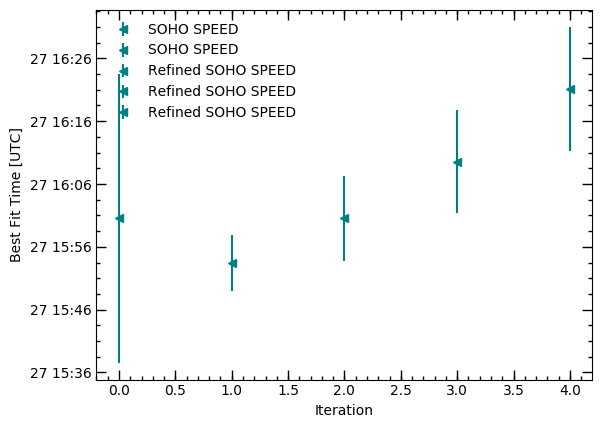 SOHO SPEED
SOHO SPEED
Refined SOHO SPEED
Refined SOHO SPEED
Refined SOHO SPEED
27 16:26
27 16:16
27 16:06
27 15:56
27 15:46
27 15:36
Best Fit Time [UTC]
0.0 0.5 1.0 1.5 2.0 2.5 3.0 3.5 4.0
Iteration